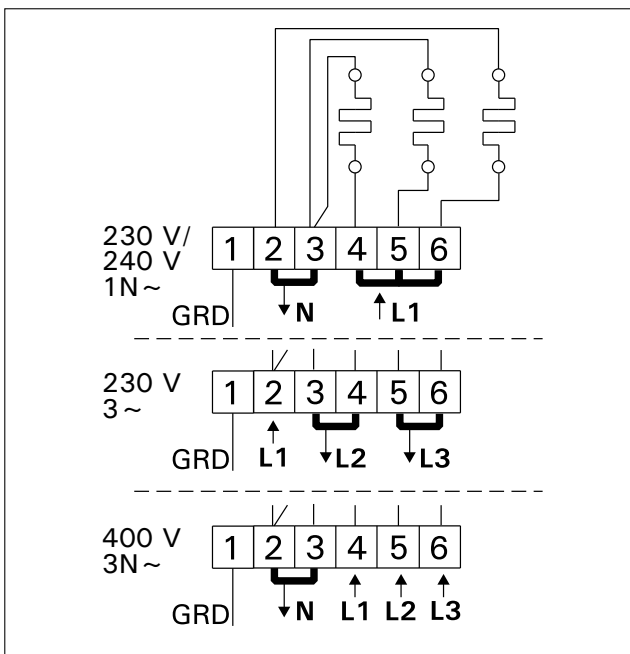 230 V/
240 V
1N~
1 2 3 4 5 6
GRD N L1
230 V
3~
1 2 3 4 5 6
GRD L1 L2 L3
400 V
3N~
1 2 3 4 5 6
GRD N L1 L2 L3